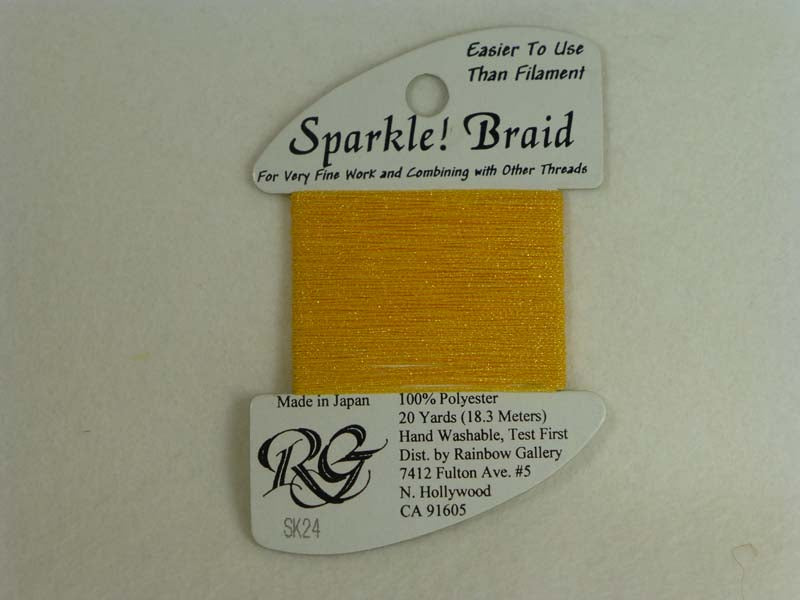 Easier To Use
Than Filament
Sparkle! Braid
For Very Fine Work and Combining with Other Threads
Made in Japan
RG
SK24
100% Polyester
20 Yards (18.3 Meters)
Hand Washable, Test First
Dist. by Rainbow Gallery
7412 Fulton Ave. #5
N. Hollywood
CA 91605